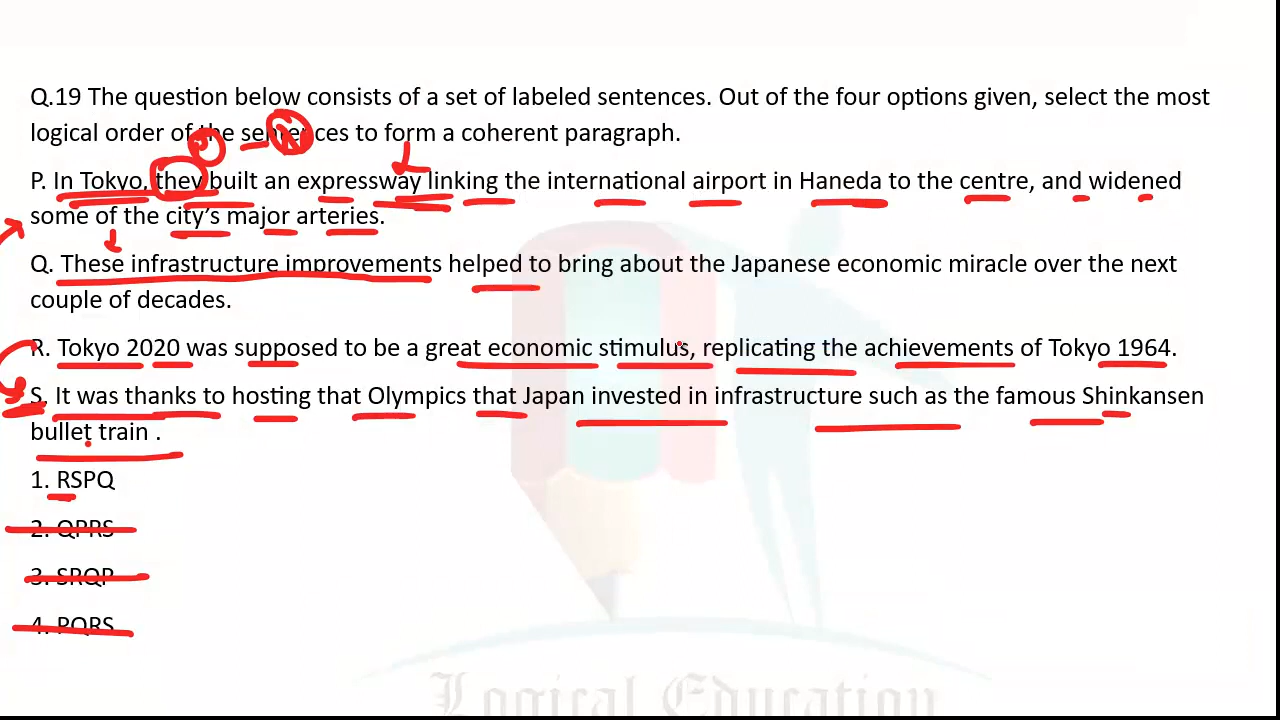 Q.19 The question below consists of a set of labeled sentences. Out of the four options given, select the most
logical order of the sentences to form a coherent paragraph.
P. In Tokyo, they built an expressway linking the international airport in Haneda to the centre, and widened
some of the city's major arteries.
Q. These infrastructure improvements helped to bring about the Japanese economic miracle over the next
couple of decades.
R. Tokyo 2020 was supposed to be a great economic stimulus, replicating the achievements of Tokyo 1964.
S. It was thanks to hosting that Olympics that Japan invested in infrastructure such as the famous Shinkansen
bullet train .
1. RSPQ
2. QPRS
3. SRQP
4. PQRS
Logical Education